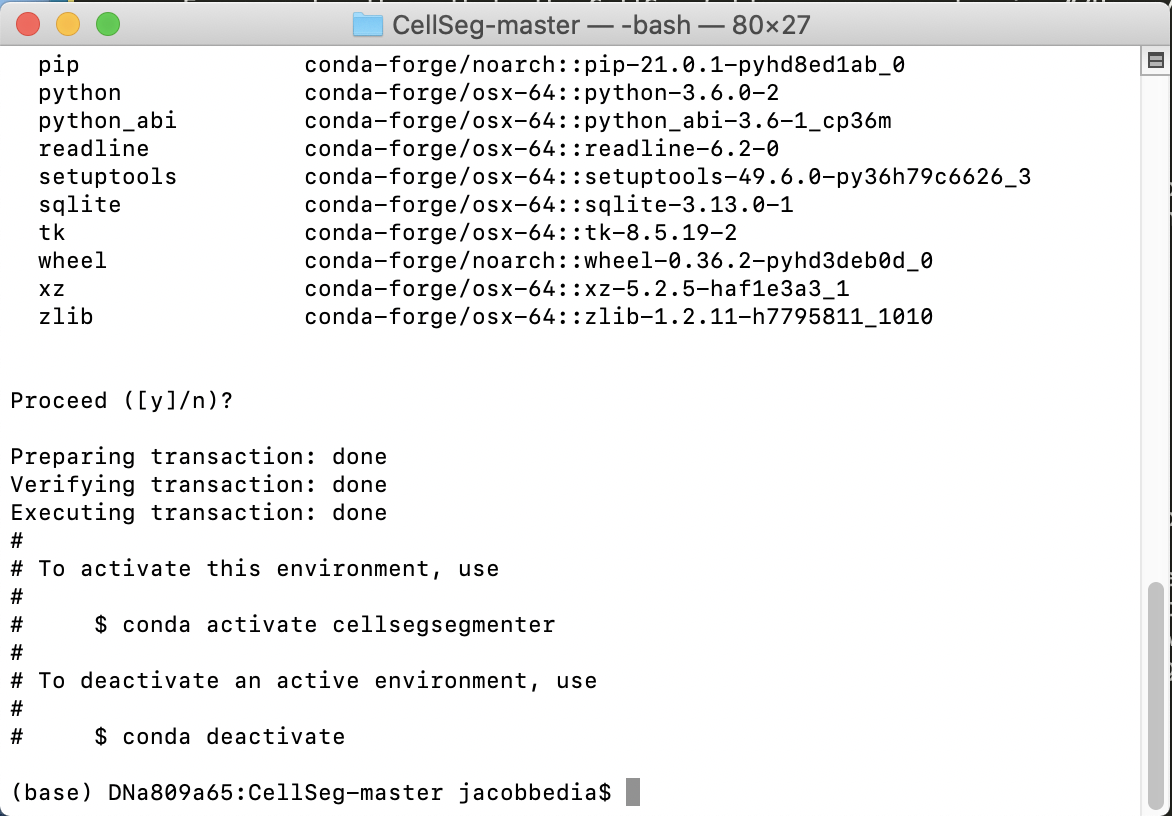 CellSeg-master — -bash — 80×27
pip conda-forge/noarch::pip-21.0.1-pyhd8ed1ab_0
python conda-forge/osx-64::python-3.6.0-2
python_abi conda-forge/osx-64::python_abi-3.6-1_cp36m
readline conda-forge/osx-64::readline-6.2-0
setuptools conda-forge/osx-64::setuptools-49.6.0-py36h79c6626_3
sqlite conda-forge/osx-64::sqlite-3.13.0-1
tk conda-forge/osx-64::tk-8.5.19-2
wheel conda-forge/noarch::wheel-0.36.2-pyhd3deb0d_0
xz conda-forge/osx-64::xz-5.2.5-haf1e3a3_1
zlib conda-forge/osx-64::zlib-1.2.11-h7795811_1010
Proceed ([y]/n)?
Preparing transaction: done
Verifying transaction: done
Executing transaction: done
#
# To activate this environment, use
#
# $ conda activate cellsegsegmenter
#
# To deactivate an active environment, use
#
# $ conda deactivate
(base) DNa809a65:CellSeg-master jacobbedia$